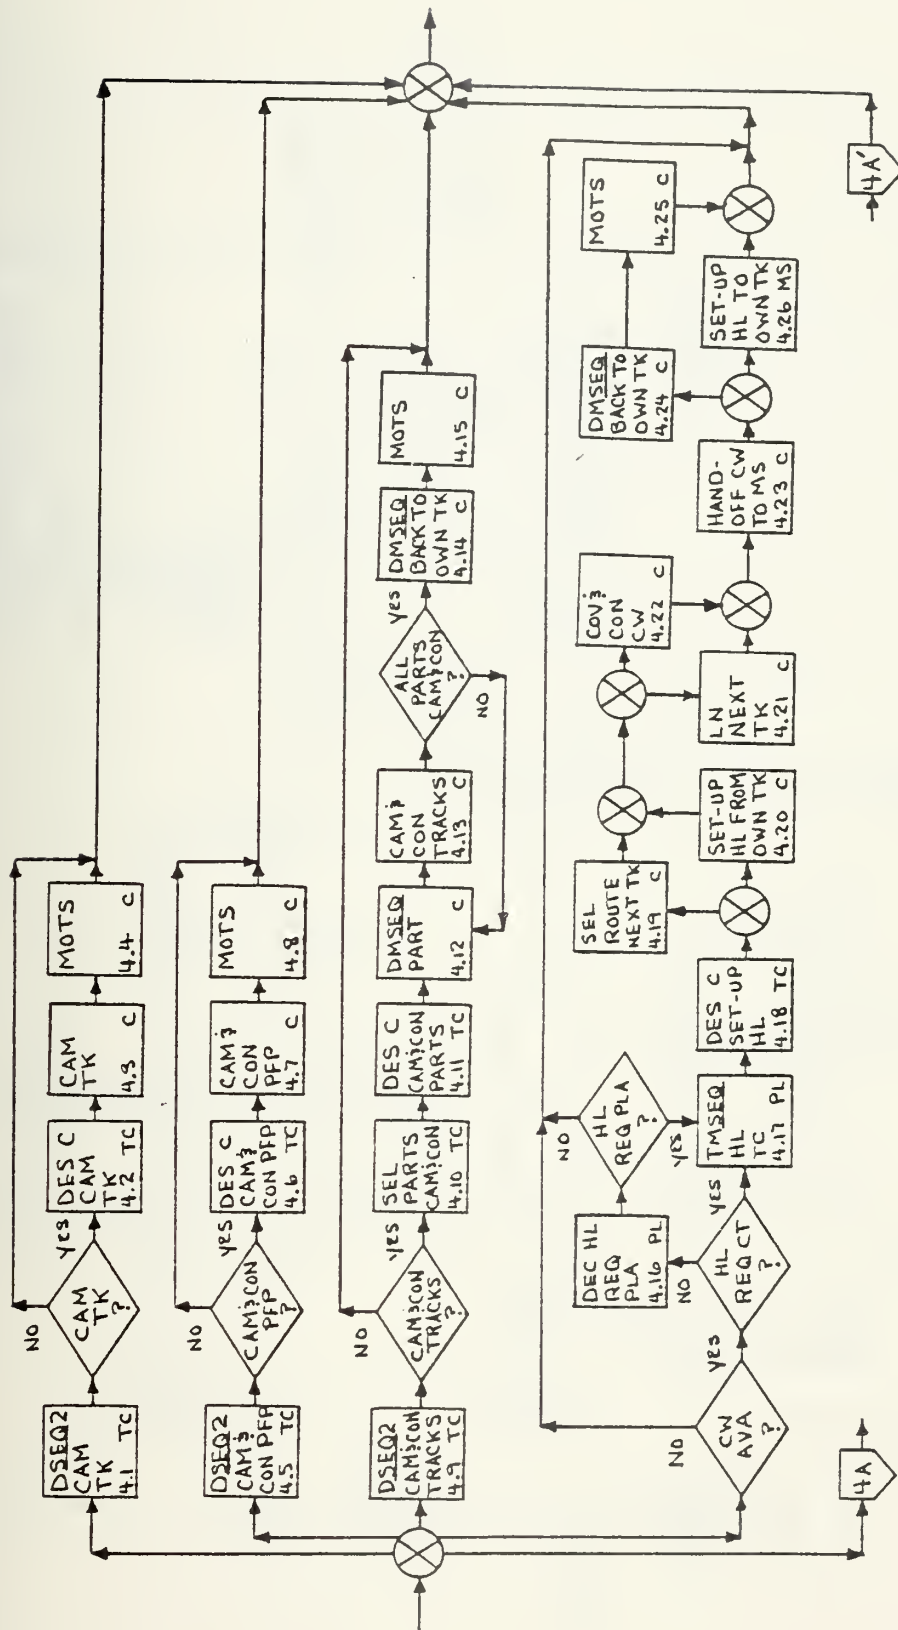 DSEQ2
CAM
TK
4.1 TC
CAM
TK
?
NO
YES
DES C
CAM
TK
4.2 TC
CAM
TK
4.3 C
MOTS
4.4 C
DSEQ2
CAM &
CON PFP
4.5 TC
CAM & CON
PFP
?
NO
YES
DES C
CAM &
CON PFP
4.6 TC
CAM &
CON
PFP
4.7 C
MOTS
4.8 C
DSEQ2
CAM & CON
TRACKS
4.9 TC
CAM & CON
TRACKS
?
NO
YES
SEL
PARTS
CAM & CON
4.10 TC
DES C
CAM & CON
PARTS
4.11 TC
DMSEQ
PART
4.12 C
CAM &
CON
TRACKS
4.13 C
ALL
PARTS
CAM & CON
?
NO
YES
DMSEQ
BACK TO
OWN TK
4.14 C
MOTS
4.15 C
CW
AVA
?
NO
YES
HL
REQ CT
?
NO
YES
DEC HL
REQ
PLA
4.16 PL
HL
REQ PLA
?
NO
YES
TMSEQ
HL
TC
4.17 PL
DES C
SET-UP
HL
4.18 TC
SEL
ROUTE
NEXT TK
4.19 C
SET-UP
HL FROM
OWN TK
4.20 C
LN
NEXT
TK
4.21 C
COV &
CON
CW
4.22 C
HAND-
OFF CW
TO MS
4.23 C
DMSEQ
BACK TO
OWN TK
4.24 C
MOTS
4.25 C
SET-UP
HL TO
OWN TK
4.26 MS
4A
4A'